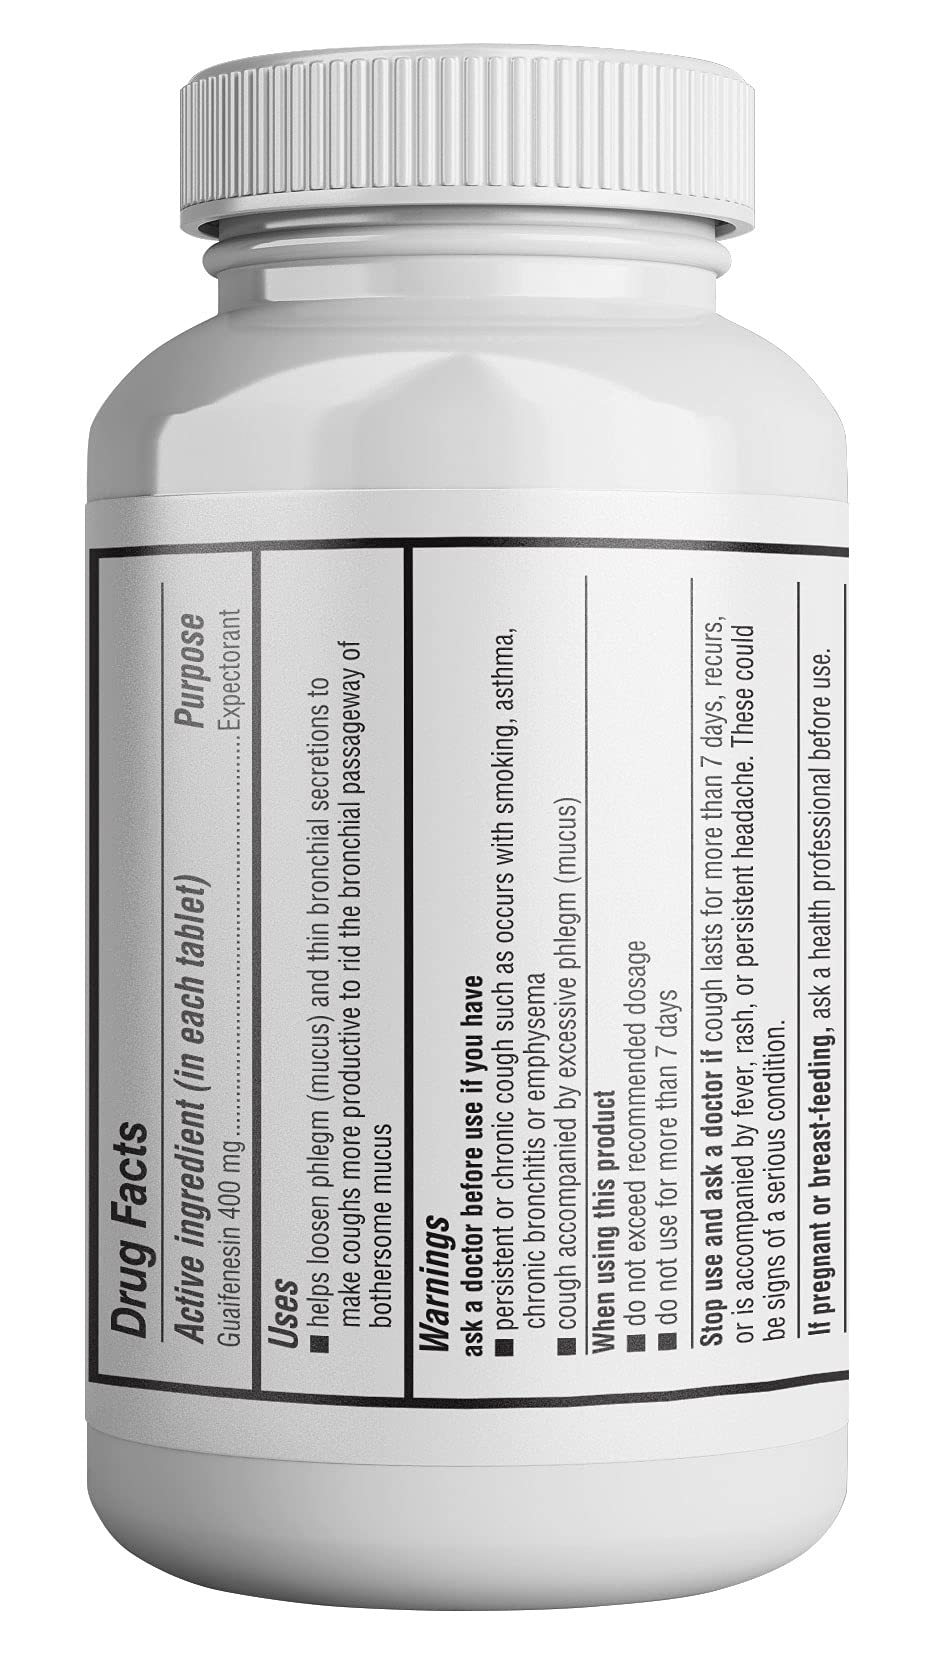 Drug Facts
Active ingredient (in each tablet) Purpose
Guaifenesin 400 mg ........................................ Expectorant
Uses
■ helps loosen phlegm (mucus) and thin bronchial secretions to
make coughs more productive to rid the bronchial passageway of
bothersome mucus
Warnings
ask a doctor before use if you have
■ persistent or chronic cough such as occurs with smoking, asthma,
chronic bronchitis or emphysema
■ cough accompanied by excessive phlegm (mucus)
When using this product
■ do not exceed recommended dosage
■ do not use for more than 7 days
Stop use and ask a doctor if cough lasts for more than 7 days, recurs,
or is accompanied by fever, rash, or persistent headache. These could
be signs of a serious condition.
If pregnant or breast-feeding, ask a health professional before use.